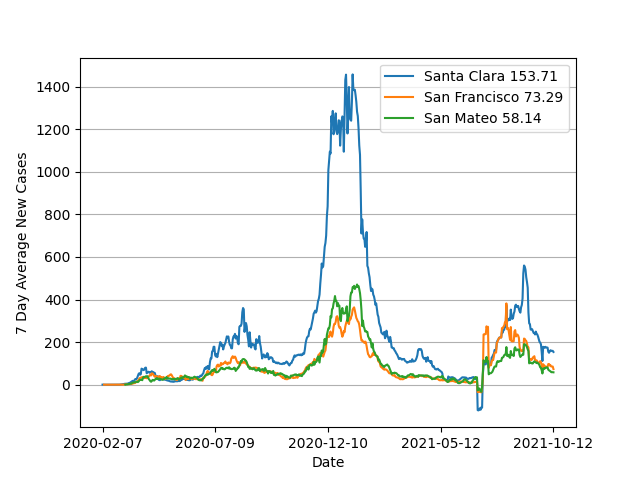 Santa Clara 153.71
San Francisco 73.29
San Mateo 58.14
7 Day Average New Cases
1400
1200
1000
800
600
400
200
0
2020-02-07 2020-07-09 2020-12-10 2021-05-12 2021-10-12
Date